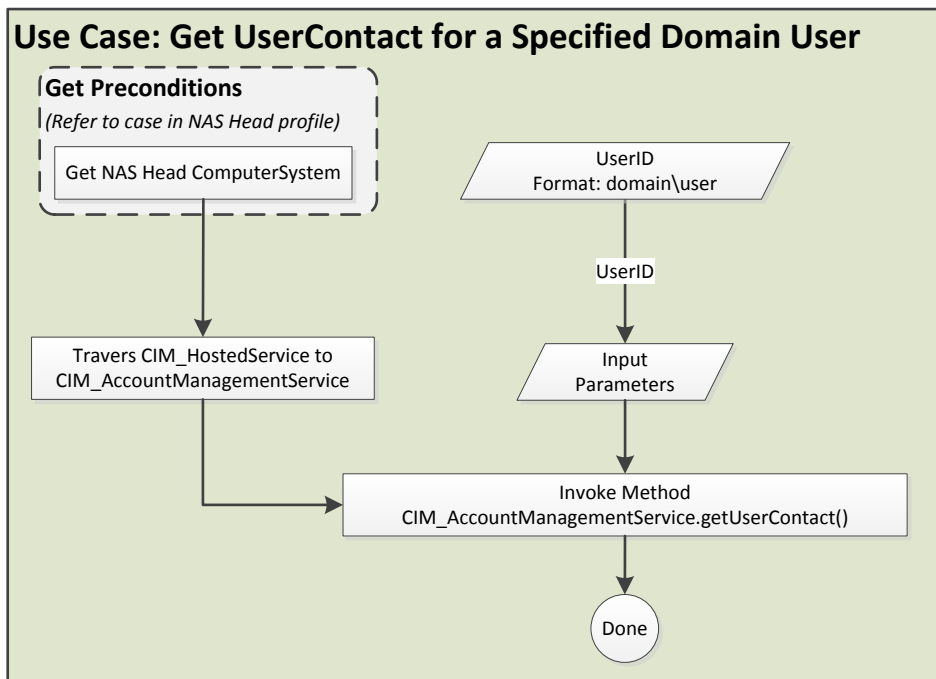 Use Case: Get UserContact for a Specified Domain User
Get Preconditions
(Refer to case in NAS Head profile)
Get NAS Head ComputerSystem
UserID
Format: domain\user
UserID
Travers CIM_HostedService to
CIM_AccountManagementService
Input
Parameters
Invoke Method
CIM_AccountManagementService.getUserContact()
Done